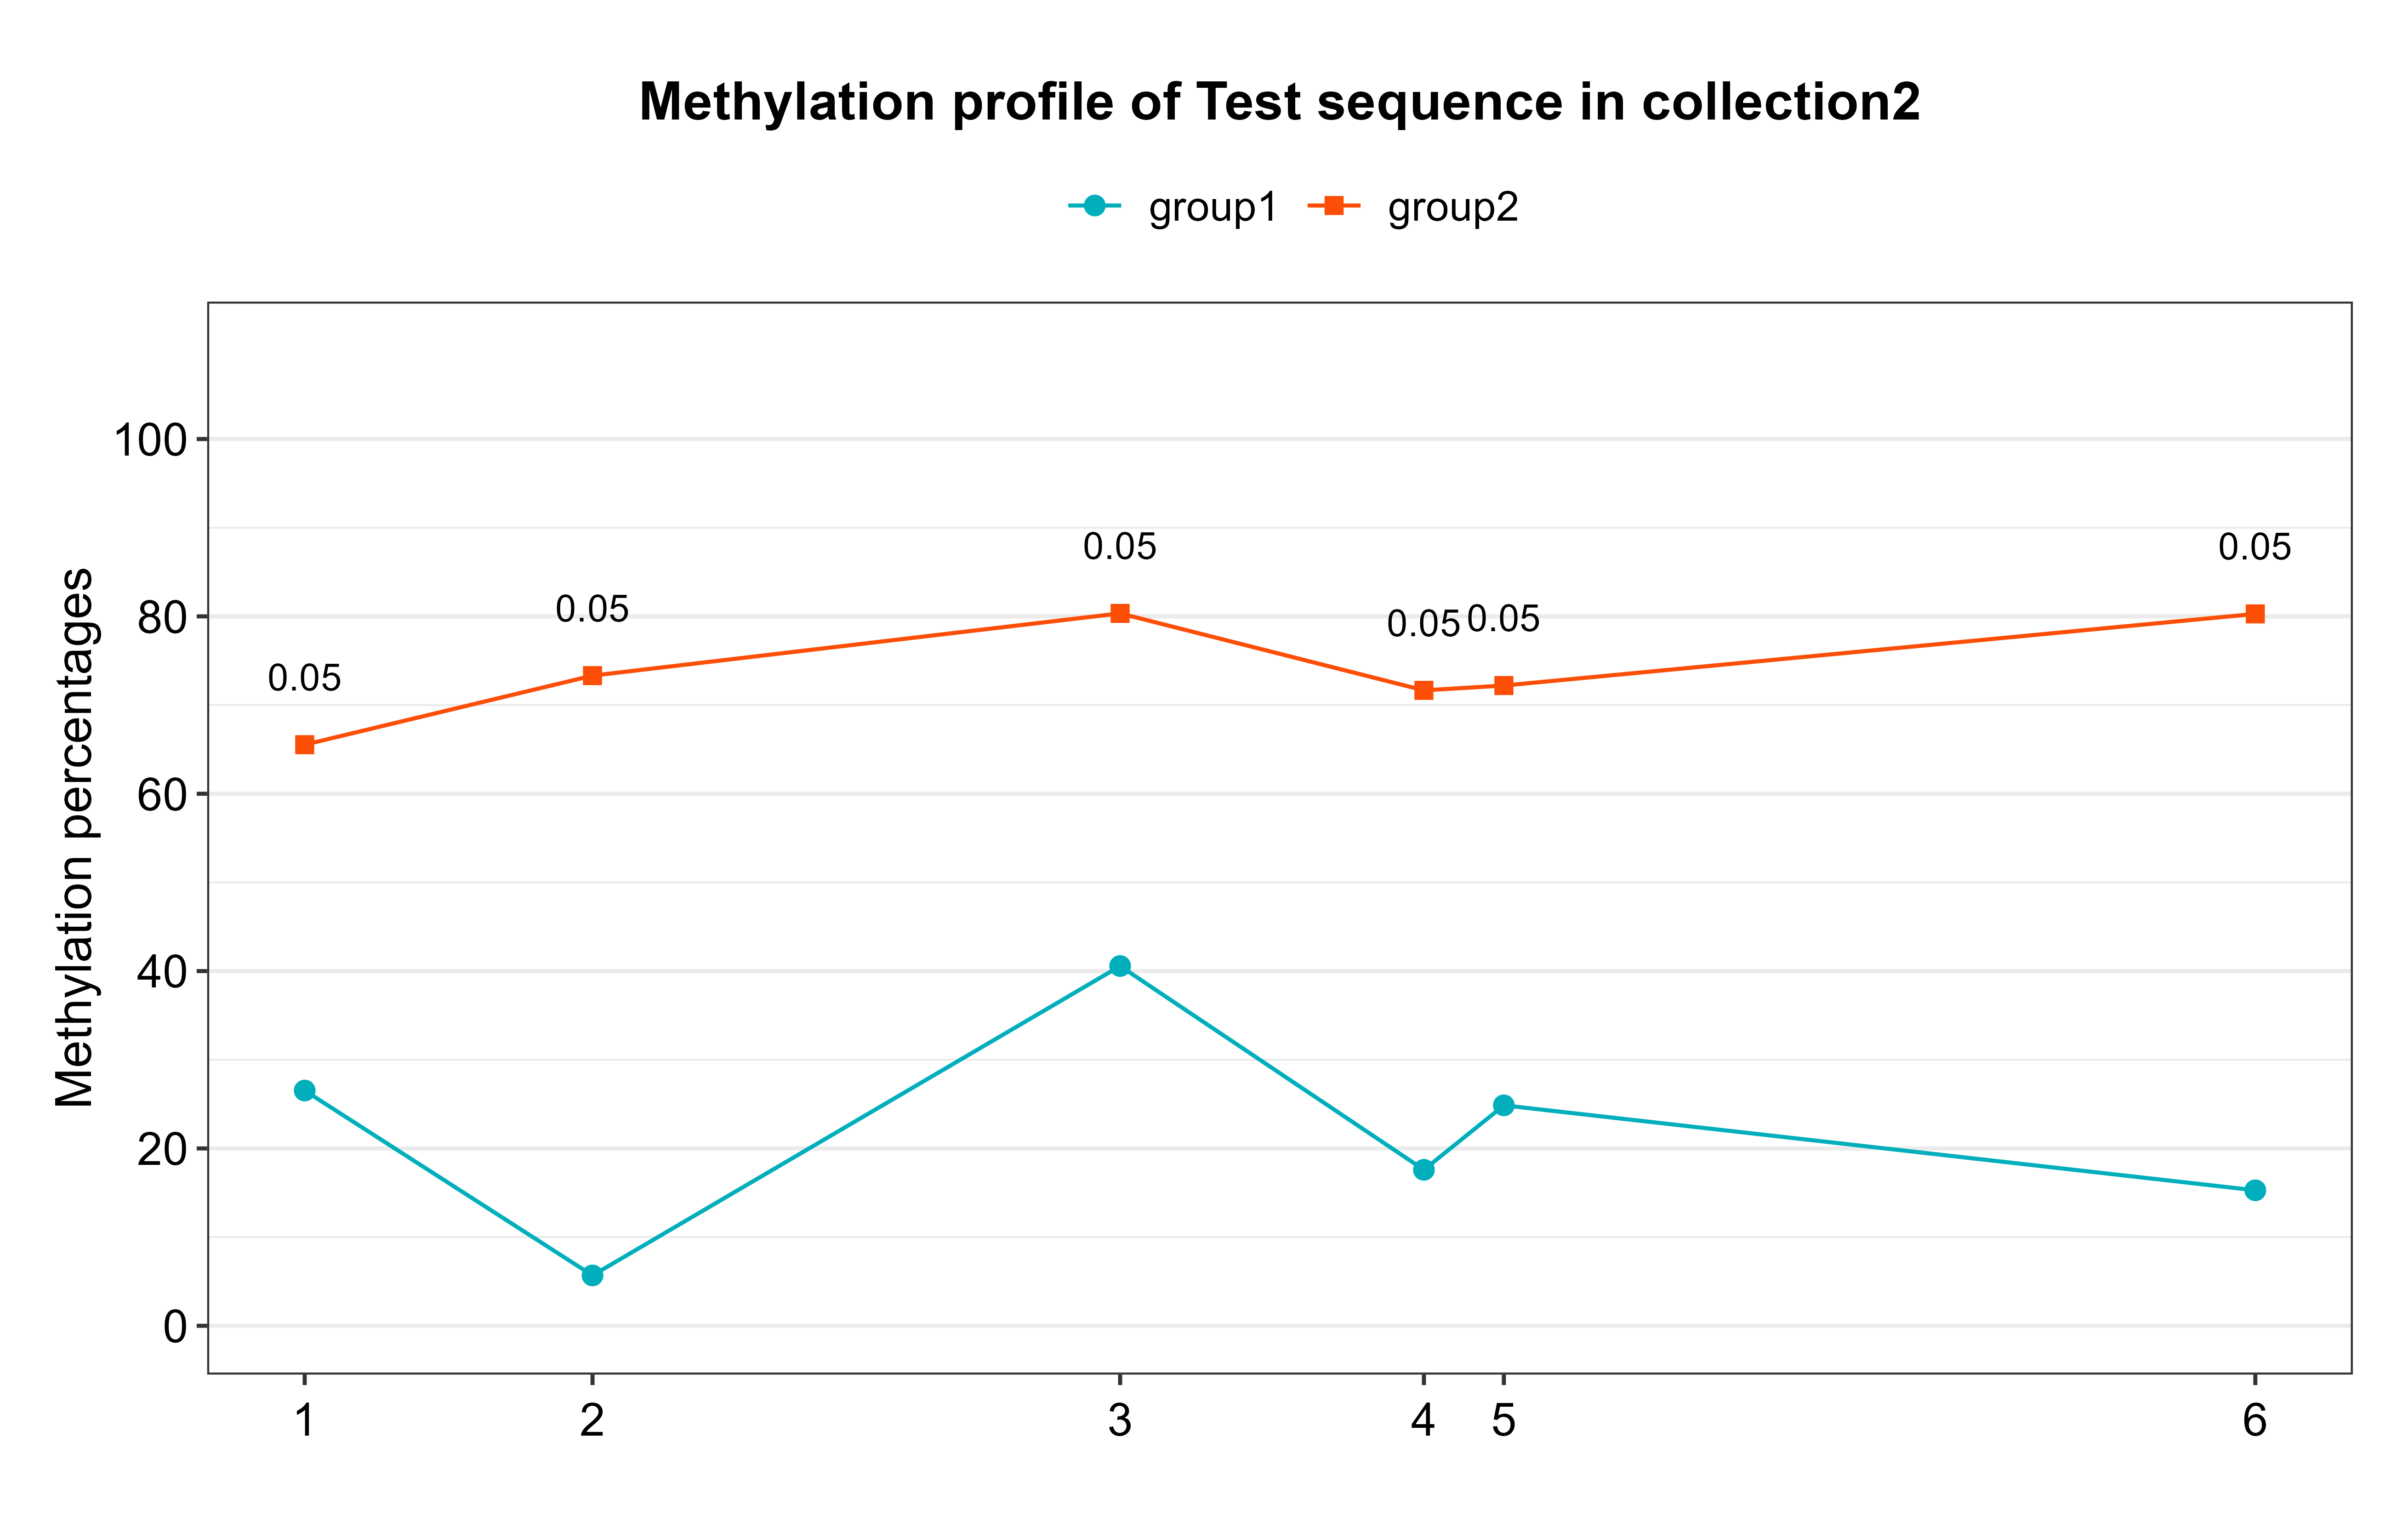 Methylation profile of Test sequence in collection2
group1 group2
Methylation percentages
100
80
60
40
20
0
0.05 0.05 0.05 0.05 0.05 0.05
1 2 3 4 5 6